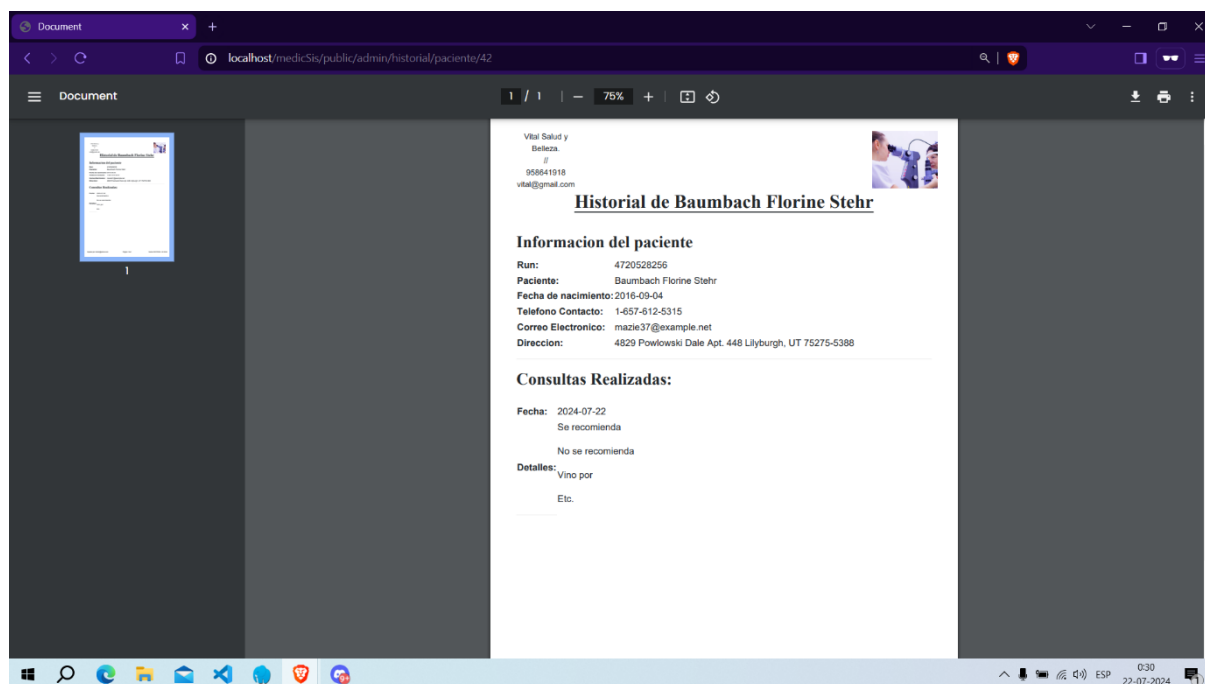 Document
localhost/medicSis/public/admin/historial/paciente/42
Document
1 / 1
75%
1
Vital Salud y
Belleza.
//
958641918
vital@gmail.com
Historial de Baumbach Florine Stehr
Informacion del paciente
Run: 4720528256
Paciente: Baumbach Florine Stehr
Fecha de nacimiento: 2016-09-04
Telefono Contacto: 1-657-612-5315
Correo Electronico: mazie37@example.net
Direccion: 4829 Powlowski Dale Apt. 448 Lilyburgh, UT 75275-5388
Consultas Realizadas:
Fecha: 2024-07-22
Se recomienda
No se recomienda
Detalles:
Vino por
Etc.
ESP
0:30
22-07-2024